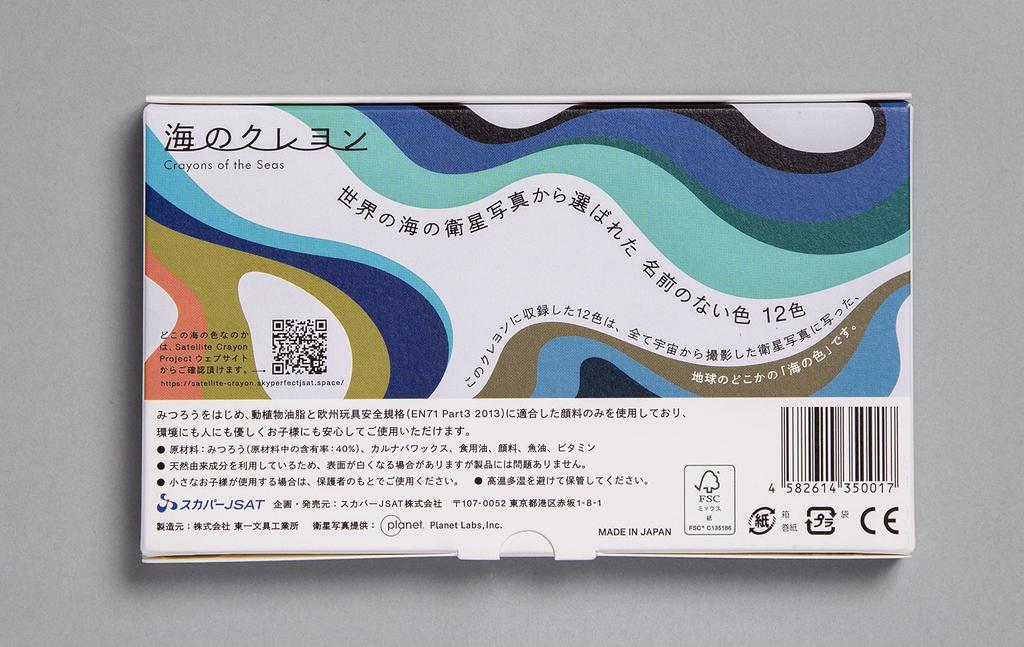 海のクレヨン
Crayons of the Seas
世界の海の衛星写真から選ばれた 名前のない色 12色
このクレヨンに収録した12色は、全て宇宙から撮影した衛星写真に写った、
地球のどこかの「海の色」です。
どこの海の色なのか
は、Satellite Crayon
Project ウェブサイト
からご確認頂けます。
https://satellite-crayon.skyperfectjsat.space/
みつろうをはじめ、動植物油脂と欧州玩具安全規格(EN71 Part3 2013)に適合した顔料のみを使用しており、
環境にも人にも優しくお子様にも安心してご使用いただけます。
● 原材料:みつろう(原材料中の含有率:40%)、カルナバワックス、食用油、顔料、魚油、ビタミン
● 天然由来成分を利用しているため、表面が白くなる場合がありますが製品には問題ありません。
● 小さなお子様が使用する場合は、保護者のもとでご使用ください。 ● 高温多湿を避けて保管してください。
スカパーJSAT 企画・発売元:スカパーJSAT株式会社 〒107-0052 東京都港区赤坂1-8-1
製造元:株式会社 東一文具工業所 衛星写真提供:planet. Planet Labs, Inc.
MADE IN JAPAN
FSC
ミックス
紙
FSC® C135186
4 582614 350017
紙
箱
巻紙
プラ
袋
CE